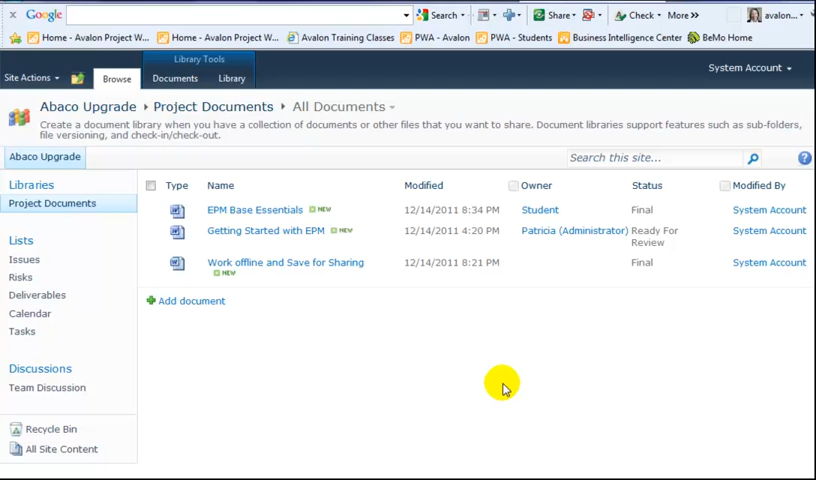 x Google Search Share Check More >> avalon...
Home - Avalon Project W... Home - Avalon Project W... Avalon Training Classes PWA - Avalon PWA - Students Business Intelligence Center BeMo Home
Library Tools
Site Actions Browse Documents Library System Account
Abaco Upgrade Project Documents All Documents
Create a document library when you have a collection of documents or other files that you want to share. Document libraries support features such as sub-folders,
file versioning, and check-in/check-out.
Abaco Upgrade Search this site...
Libraries
Project Documents
Lists
Issues
Risks
Deliverables
Calendar
Tasks
Discussions
Team Discussion
Recycle Bin
All Site Content
Type Name Modified Owner Status Modified By
EPM Base Essentials NEW 12/14/2011 8:34 PM Student Final System Account
Getting Started with EPM NEW 12/14/2011 4:20 PM Patricia (Administrator) Ready For System Account
Review
Work offline and Save for Sharing 12/14/2011 8:21 PM Final System Account
NEW
Add document